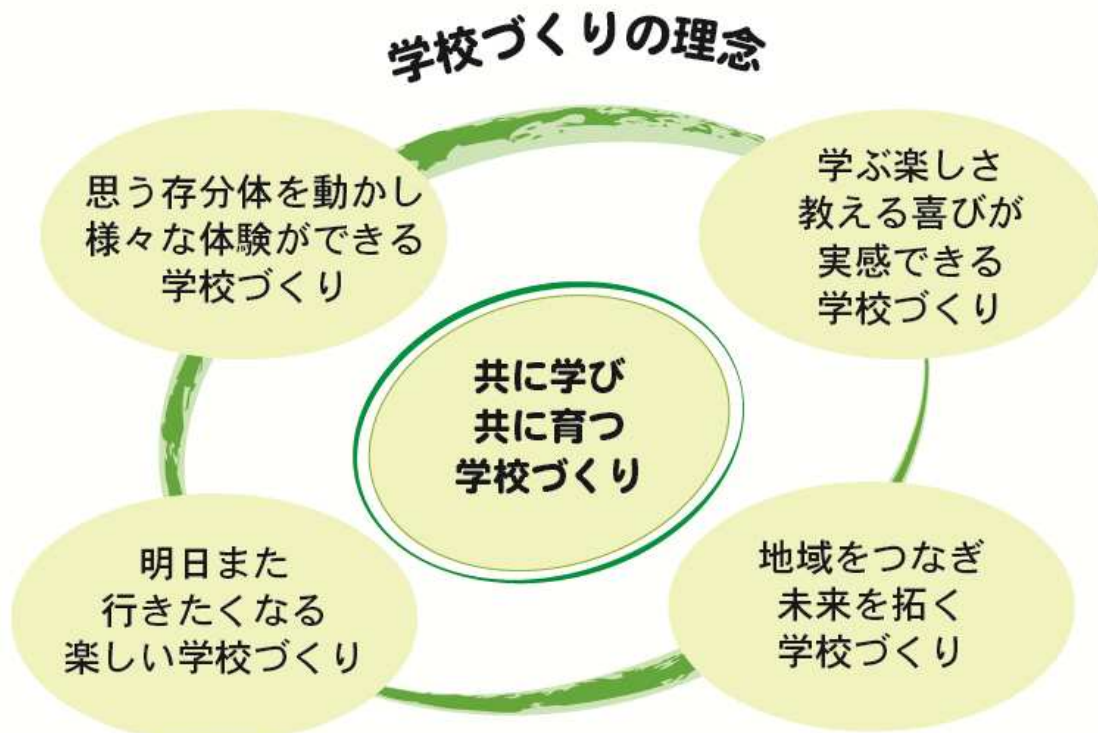 学校づくりの理念
思う存分体を動かし
様々な体験ができる
学校づくり
学ぶ楽しさ
教える喜びが
実感できる
学校づくり
共に学び
共に育つ
学校づくり
明日また
行きたくなる
楽しい学校づくり
地域をつなぎ
未来を拓く
学校づくり